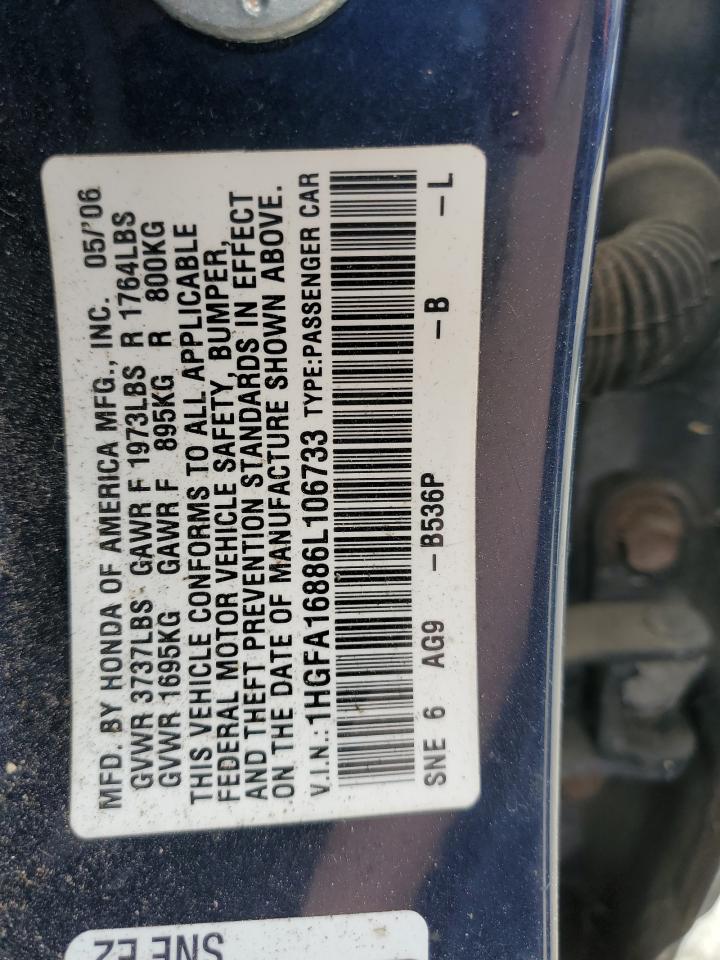 MFD. BY HONDA OF AMERICA MFG., INC. 05/'06
GVWR 3737LBS GAWR F 1973LBS R 1764LBS
GVWR 1695KG GAWR F 895KG R 800KG
THIS VEHICLE CONFORMS TO ALL APPLICABLE
FEDERAL MOTOR VEHICLE SAFETY, BUMPER,
AND THEFT PREVENTION STANDARDS IN EFFECT
ON THE DATE OF MANUFACTURE SHOWN ABOVE.
V.I.N.: 1HGFA16886L106733 TYPE:PASSENGER CAR
SNE 6 AG9 -B536P -B -L